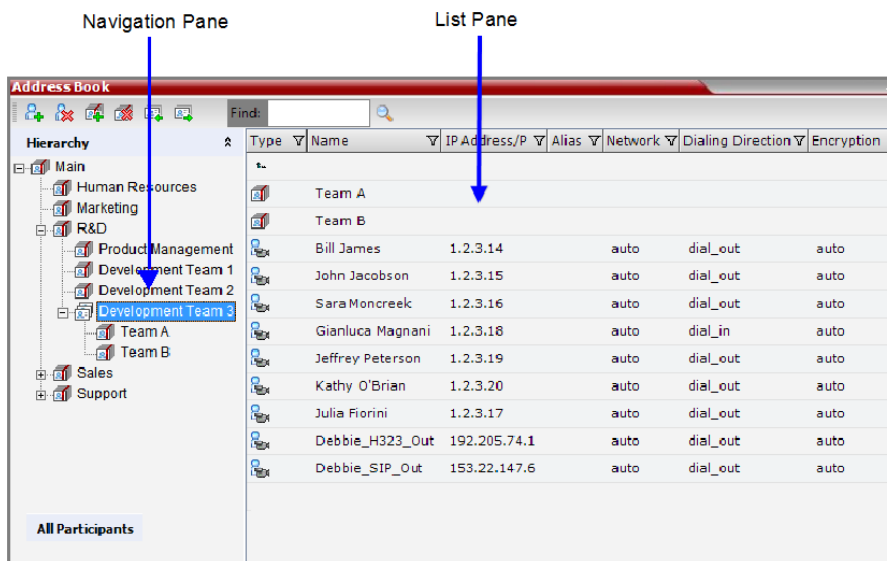 Navigation Pane
List Pane
Address Book
Find:
Hierarchy
Type Name IP Address/P Alias Network Dialing Direction Encryption
Main
Human Resources
Marketing
R&D
Product Management
Development Team 1
Development Team 2
Development Team 3
Team A
Team B
Sales
Support
All Participants
Team A
Team B
Bill James 1.2.3.14 auto dial_out auto
John Jacobson 1.2.3.15 auto dial_out auto
Sara Moncreek 1.2.3.16 auto dial_out auto
Gianluca Magnani 1.2.3.18 auto dial_in auto
Jeffrey Peterson 1.2.3.19 auto dial_out auto
Kathy O'Brian 1.2.3.20 auto dial_out auto
Julia Fiorini 1.2.3.17 auto dial_out auto
Debbie_H323_Out 192.205.74.1 auto dial_out auto
Debbie_SIP_Out 153.22.147.6 auto dial_out auto